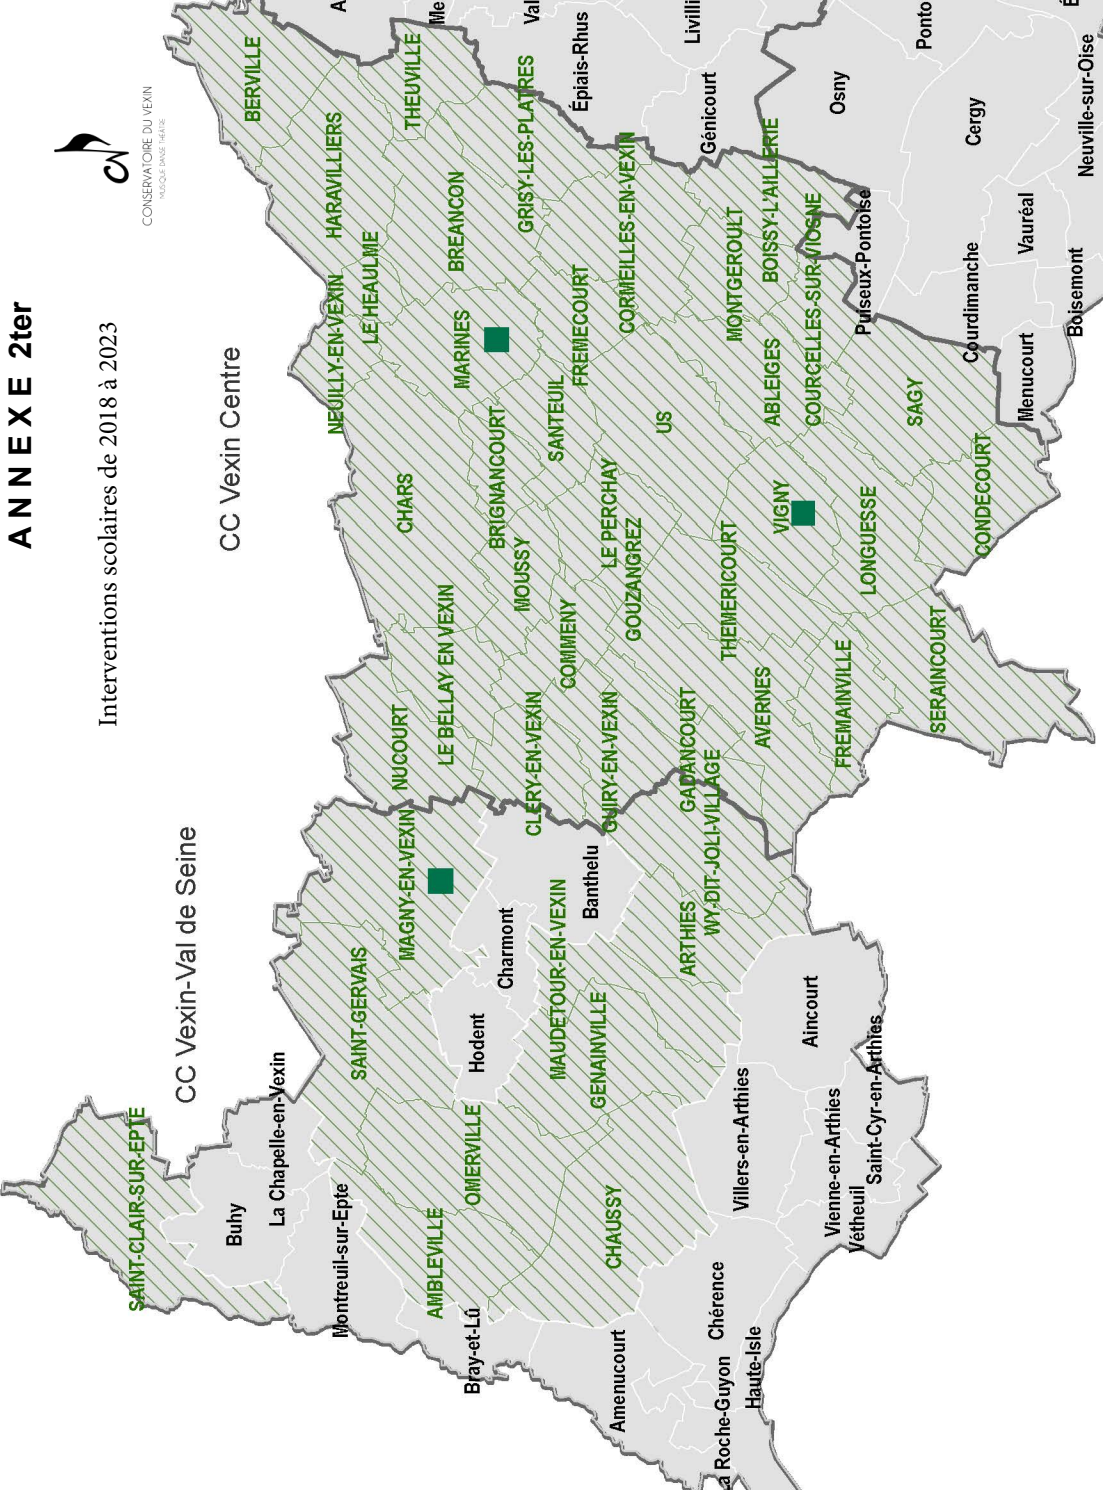 ANNEXE 2ter
Interventions scolaires de 2018 à 2023
CONSERVATOIRE DU VEXIN
MUSIQUE DANSE THÉÂTRE
CC Vexin-Val de Seine
CC Vexin Centre
SAINT-CLAIR-SUR-EPTE
Buhy
La Chapelle-en-Vexin
Montreuil-sur-Epte
SAINT-GERVAIS
MAGNY-EN-VEXIN
AMBLEVILLE
OMERVILLE
Bray-et-Lû
Hodent
Charmont
MAUDETOUR-EN-VEXIN
Banthelu
GENAINVILLE
CHAUSSY
Amenucourt
ARTHIES
WY-DIT-JOLI-VILLAGE
Chérence
La Roche-Guyon
Haute-Isle
Villers-en-Arthies
Aincourt
Vienne-en-Arthies
Vétheuil
Saint-Cyr-en-Arthies
BERVILLE
HARAVILLIERS
NEUILLY-EN-VEXIN
LE HEAULME
THEUVILLE
CHARS
NUCOURT
LE BELLAY EN VEXIN
BREANCON
MARINES
BRIGNANCOURT
MOUSSY
GRISY-LES-PLATRES
CLERY-EN-VEXIN
SANTEUIL
COMMENY
FREMECOURT
CORMEILLES-EN-VEXIN
LE PERCHAY
GOUZANGREZ
GUIRY-EN-VEXIN
US
GADANCOURT
THEMERICOURT
MONTGEROULT
BOISSY-L'AILLERIE
ABLEIGES
VIGNY
AVERNES
COURCELLES-SUR-VIOSNE
FREMAINVILLE
LONGUESSE
SAGY
SERAINCOURT
CONDECOURT
A
Me
Val
Épiais-Rhus
Livilli
Génicourt
Osny
Ponto
Cergy
Puiseux-Pontoise
Courdimanche
Vauréal
Menucourt
Boisemont
Neuville-sur-Oise